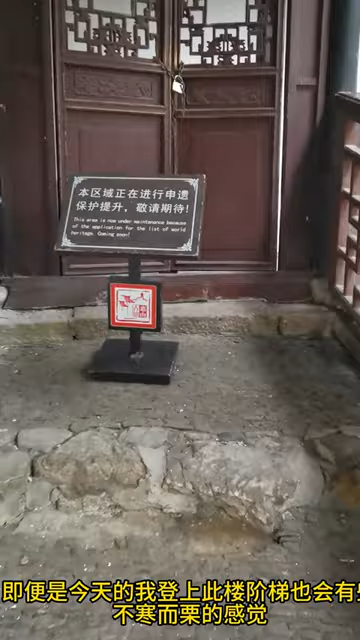 本区域正在进行申遗
保护提升，敬请期待！
This area is now under maintenance because
of the application for the list of world
heritage. Coming soon!
即便是今天的我登上此楼阶梯也会有
不寒而栗的感觉